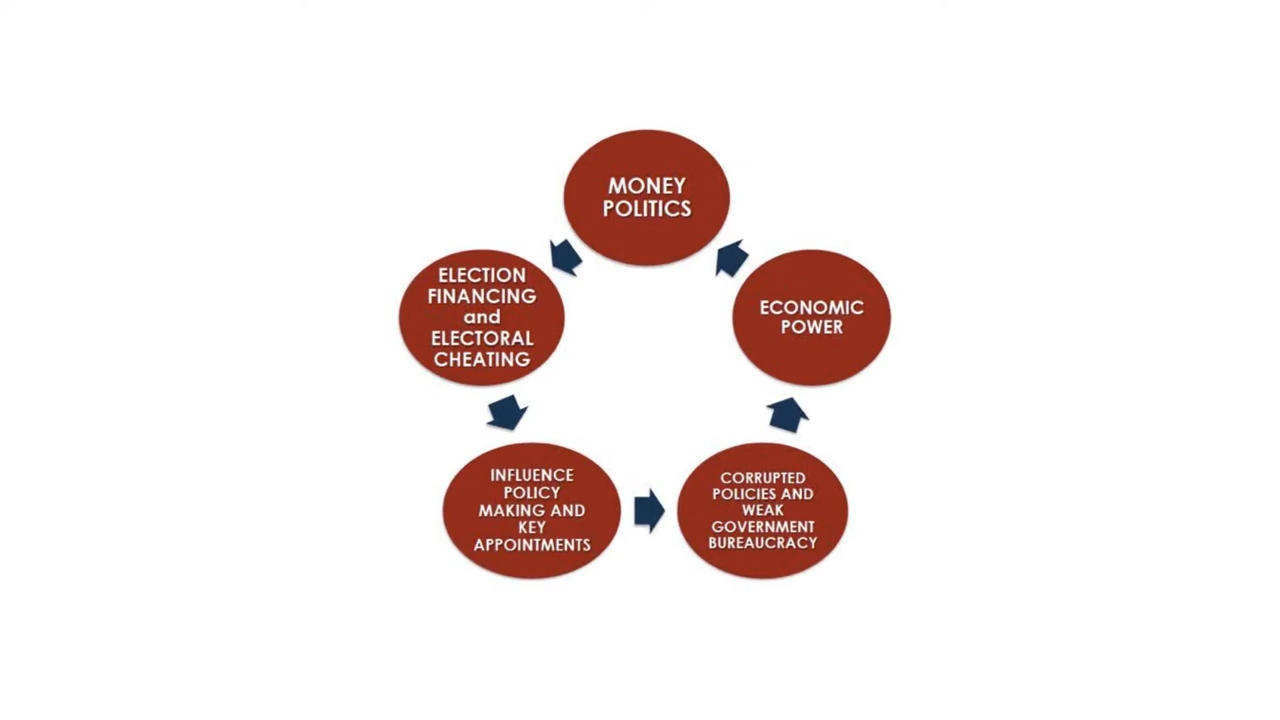 MONEY
POLITICS
ELECTION
FINANCING
and
ELECTORAL
CHEATING
INFLUENCE
POLICY
MAKING AND
KEY
APPOINTMENTS
CORRUPTED
POLICIES AND
WEAK
GOVERNMENT
BUREAUCRACY
ECONOMIC
POWER